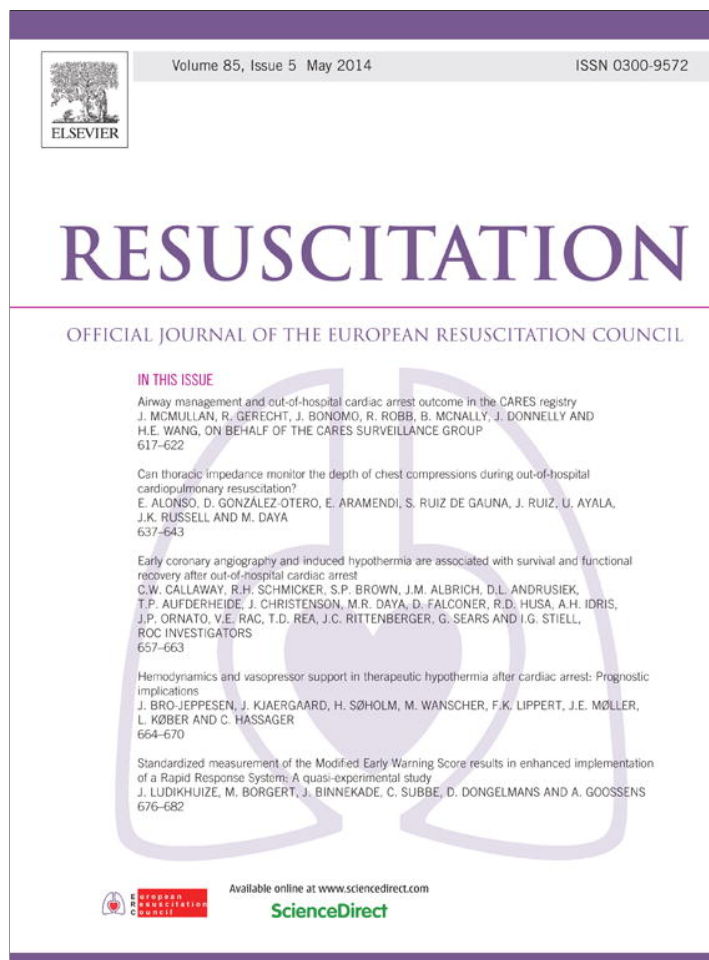 Volume 85, Issue 5 May 2014
ISSN 0300-9572
ELSEVIER
RESUSCITATION
OFFICIAL JOURNAL OF THE EUROPEAN RESUSCITATION COUNCIL
IN THIS ISSUE
Airway management and out-of-hospital cardiac arrest outcome in the CARES registry
J. MCMULLAN, R. GERECHT, J. BONOMO, R. ROBB, B. MCNALLY, J. DONNELLY AND
H.E. WANG, ON BEHALF OF THE CARES SURVEILLANCE GROUP
617–622
Can thoracic impedance monitor the depth of chest compressions during out-of-hospital
cardiopulmonary resuscitation?
E. ALONSO, D. GONZÁLEZ-OTERO, E. ARAMENDI, S. RUIZ DE GAUNA, J. RUIZ, U. AYALA,
J.K. RUSSELL AND M. DAYA
637–643
Early coronary angiography and induced hypothermia are associated with survival and functional
recovery after out-of-hospital cardiac arrest
C.W. CALLAWAY, R.H. SCHMICKER, S.P. BROWN, J.M. ALBRICH, D.L. ANDRUSIEK,
T.P. AUFDERHEIDE, J. CHRISTENSON, M.R. DAYA, D. FALCONER, R.D. HUSA, A.H. IDRIS,
J.P. ORNATO, V.E. RAC, T.D. REA, J.C. RITTENBERGER, G. SEARS AND I.G. STIELL,
ROC INVESTIGATORS
657–663
Hemodynamics and vasopressor support in therapeutic hypothermia after cardiac arrest: Prognostic
implications
J. BRO-JEPPESEN, J. KJAERGAARD, H. SØHOLM, M. WANSCHER, F.K. LIPPERT, J.E. MØLLER,
L. KØBER AND C. HASSAGER
664–670
Standardized measurement of the Modified Early Warning Score results in enhanced implementation
of a Rapid Response System: A quasi-experimental study
J. LUDIKHUIZE, M. BORGERT, J. BINNEKADE, C. SUBBE, D. DONGELMANS AND A. GOOSSENS
676–682
European
Resuscitation
Council
Available online at www.sciencedirect.com
ScienceDirect